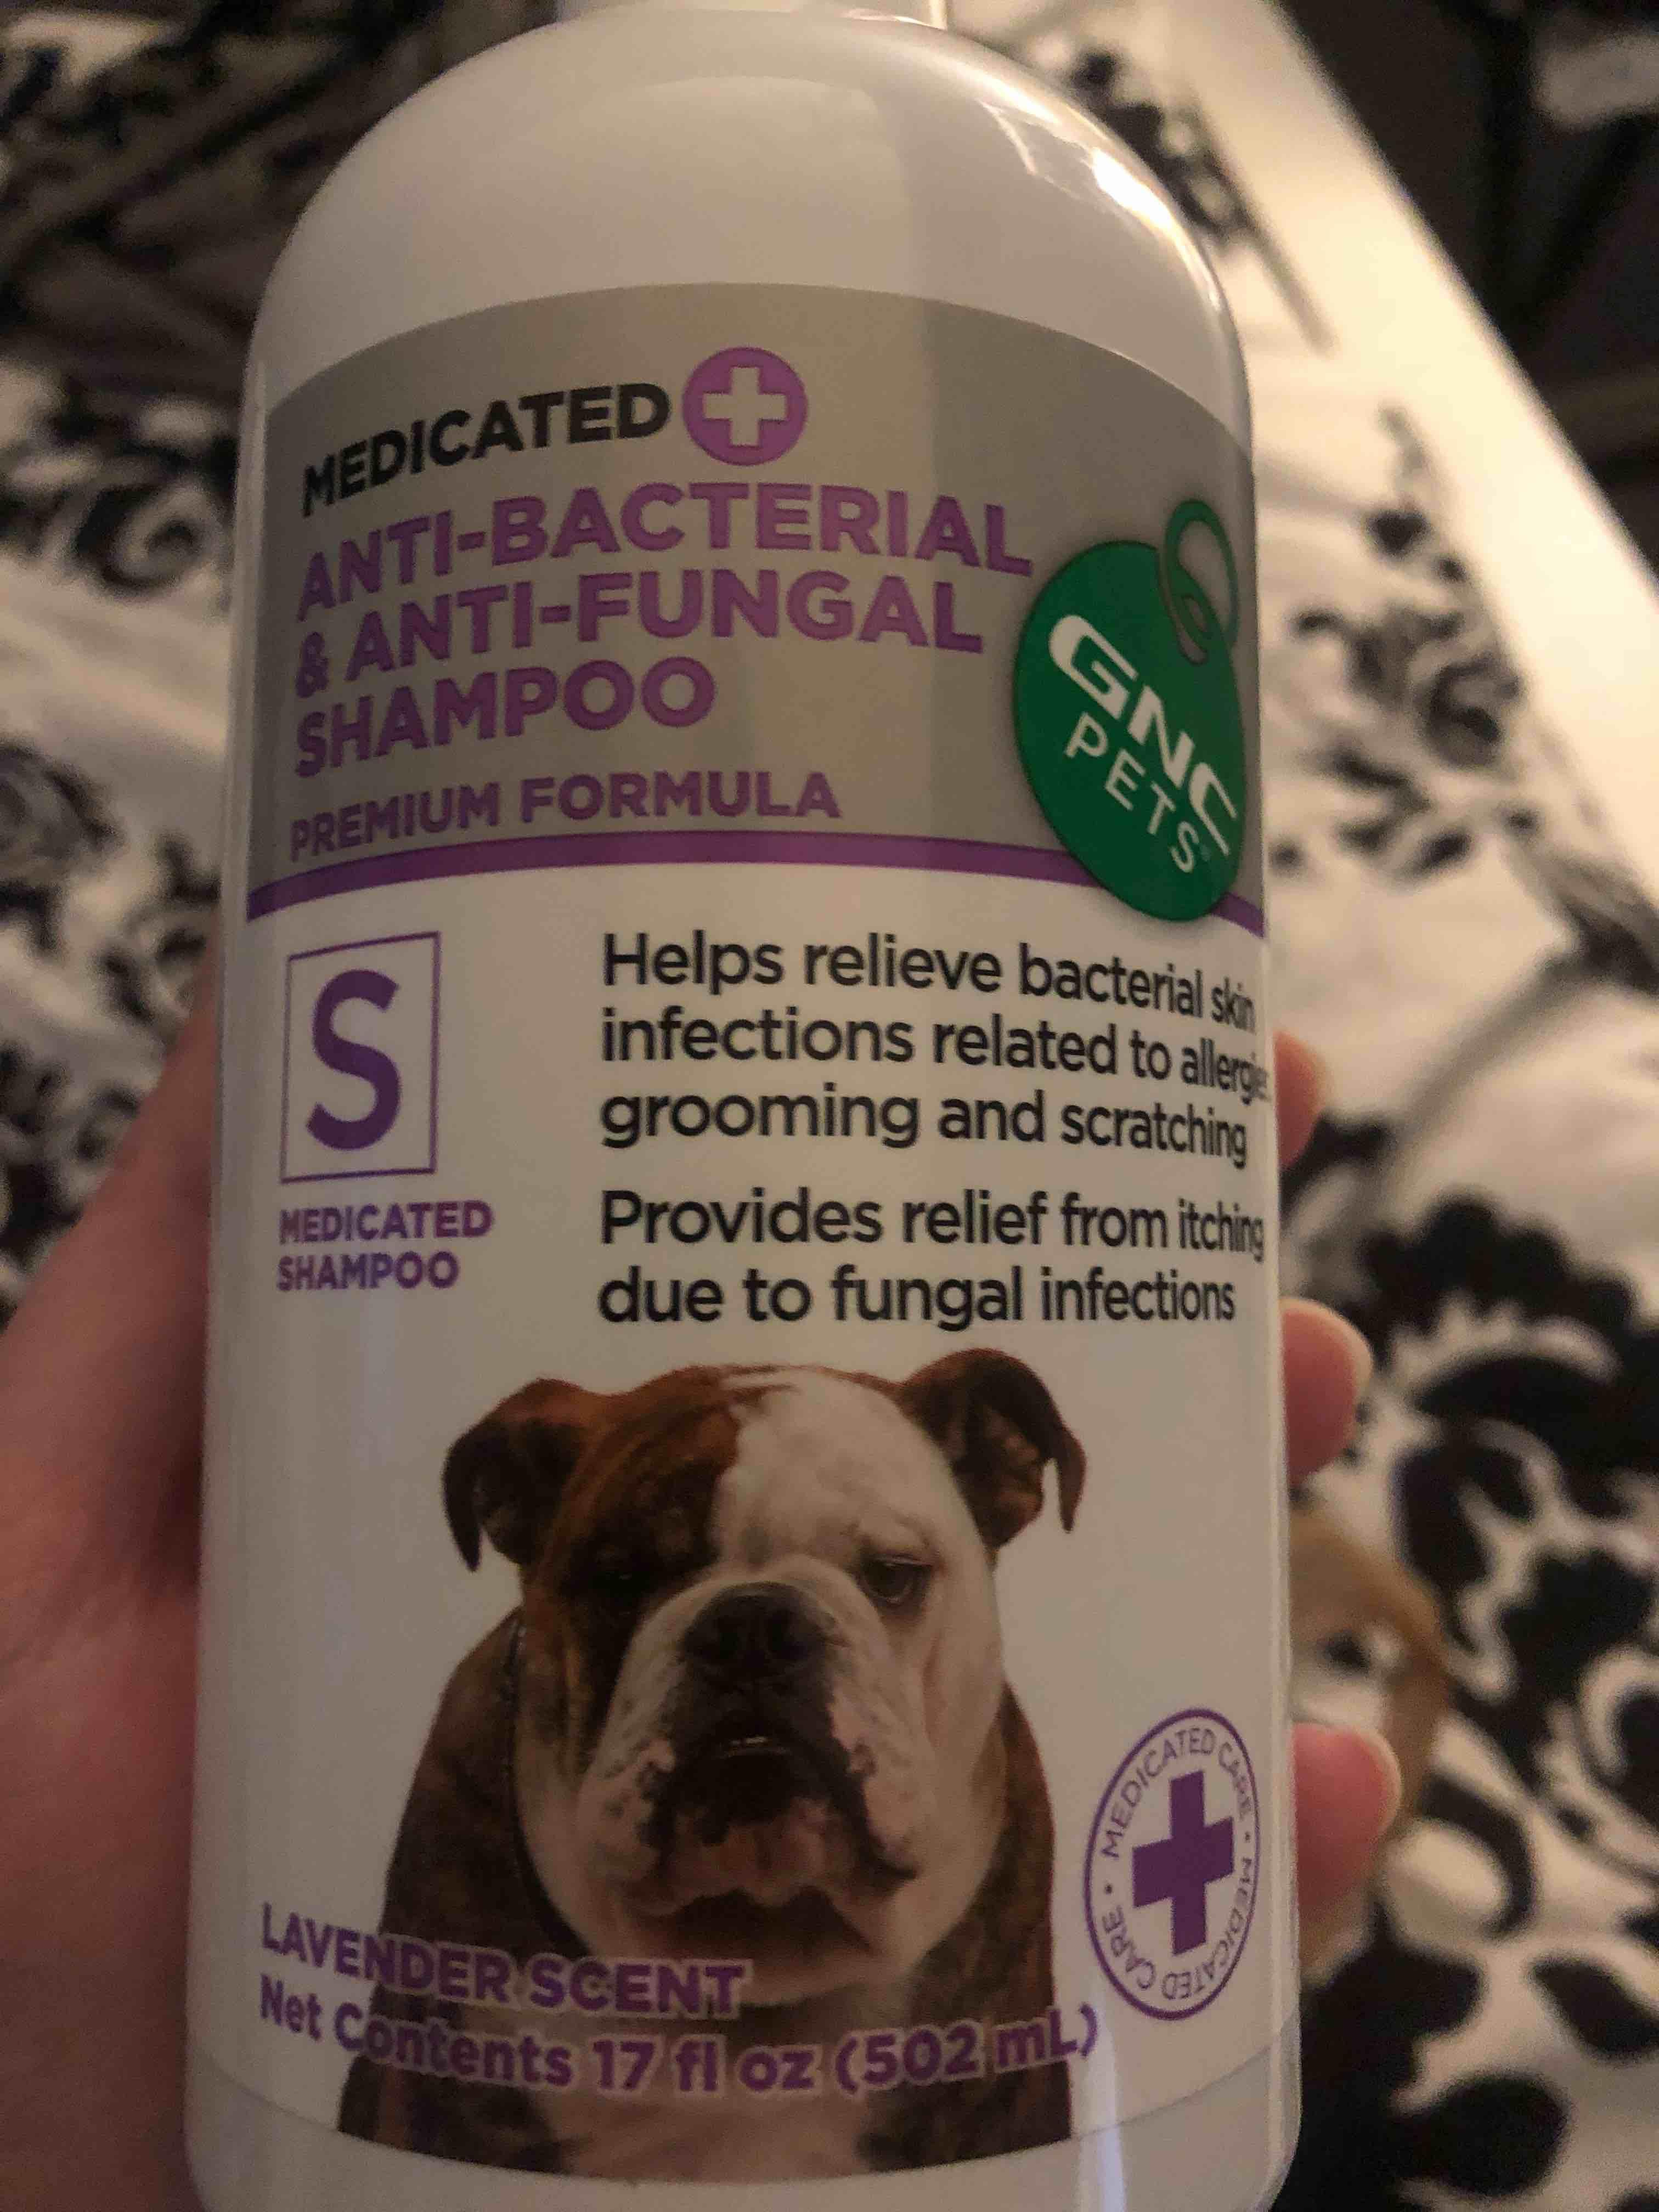 MEDICATED
ANTI-BACTERIAL
& ANTI-FUNGAL
SHAMPOO
PREMIUM FORMULA
GNC
PETS
S
MEDICATED
SHAMPOO
Helps relieve bacterial skin
infections related to allergies
grooming and scratching
Provides relief from itching
due to fungal infections
MEDICATED CARE • MEDICATED CARE •
LAVENDER SCENT
Net Contents 17 fl oz (502 mL)